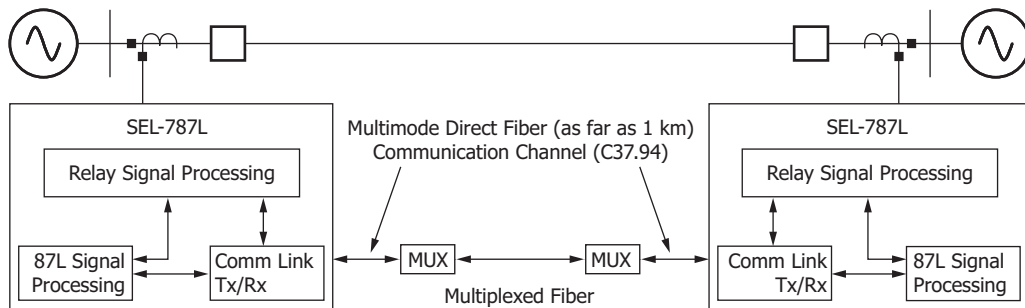 SEL-787L
Relay Signal Processing
87L Signal
Processing
Comm Link
Tx/Rx
Multimode Direct Fiber (as far as 1 km)
Communication Channel (C37.94)
MUX
MUX
Multiplexed Fiber
SEL-787L
Relay Signal Processing
Comm Link
Tx/Rx
87L Signal
Processing